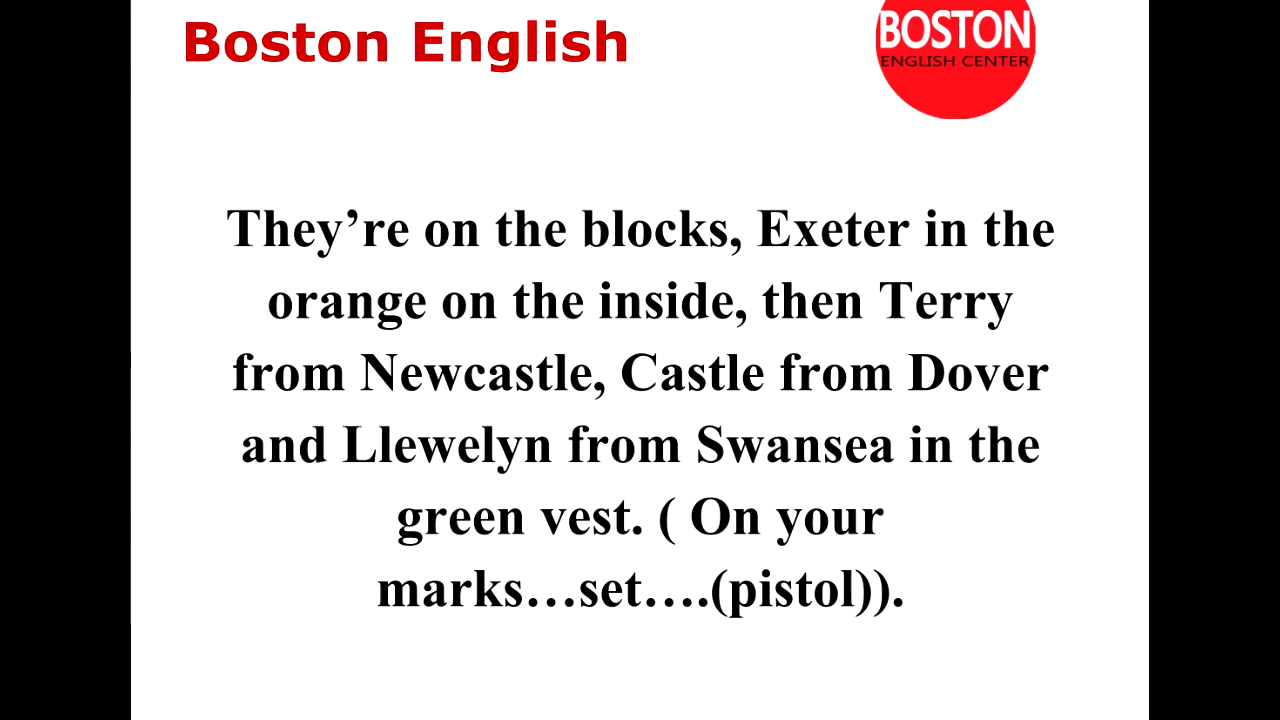 Boston English
BOSTON
ENGLISH CENTER
They’re on the blocks, Exeter in the
orange on the inside, then Terry
from Newcastle, Castle from Dover
and Llewelyn from Swansea in the
green vest. ( On your
marks…set….(pistol)).